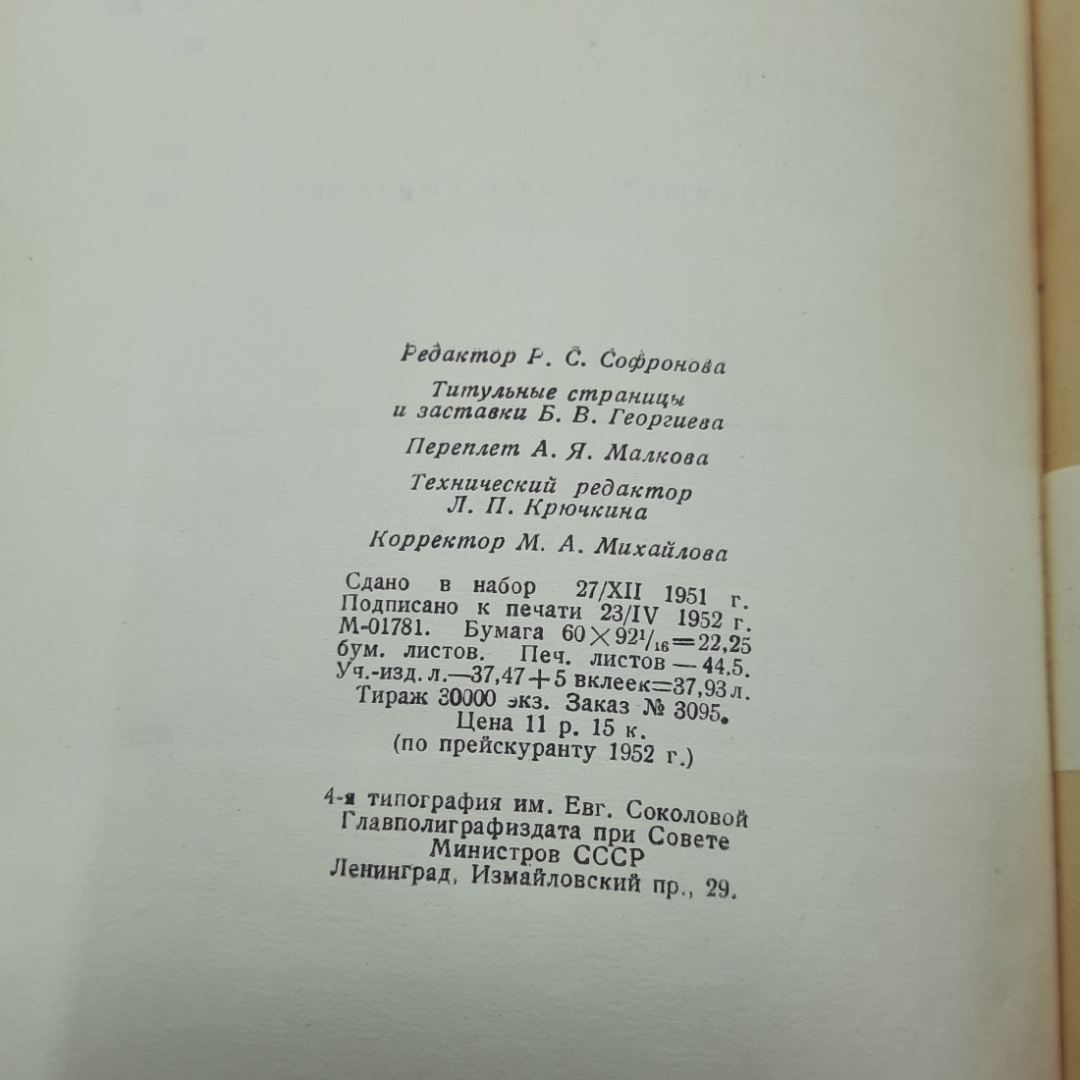 Редактор Р. С. Софронова
Титульные страницы
и заставки Б. В. Георгиева
Переплет А. Я. Малкова
Технический редактор
Л. П. Крючкина
Корректор М. А. Михайлова
Сдано в набор 27/XII 1951 г.
Подписано к печати 23/IV 1952 г.
М-01781. Бумага 60×92¹/₁₆=22,25
бум. листов. Печ. листов — 44.5.
Уч.-изд. л.—37,47+5 вклеек=37,93 л.
Тираж 30000 экз. Заказ № 3095.
Цена 11 р. 15 к.
(по прейскуранту 1952 г.)
4-я типография им. Евг. Соколовой
Главполиграфиздата при Совете
Министров СССР
Ленинград, Измайловский пр., 29.